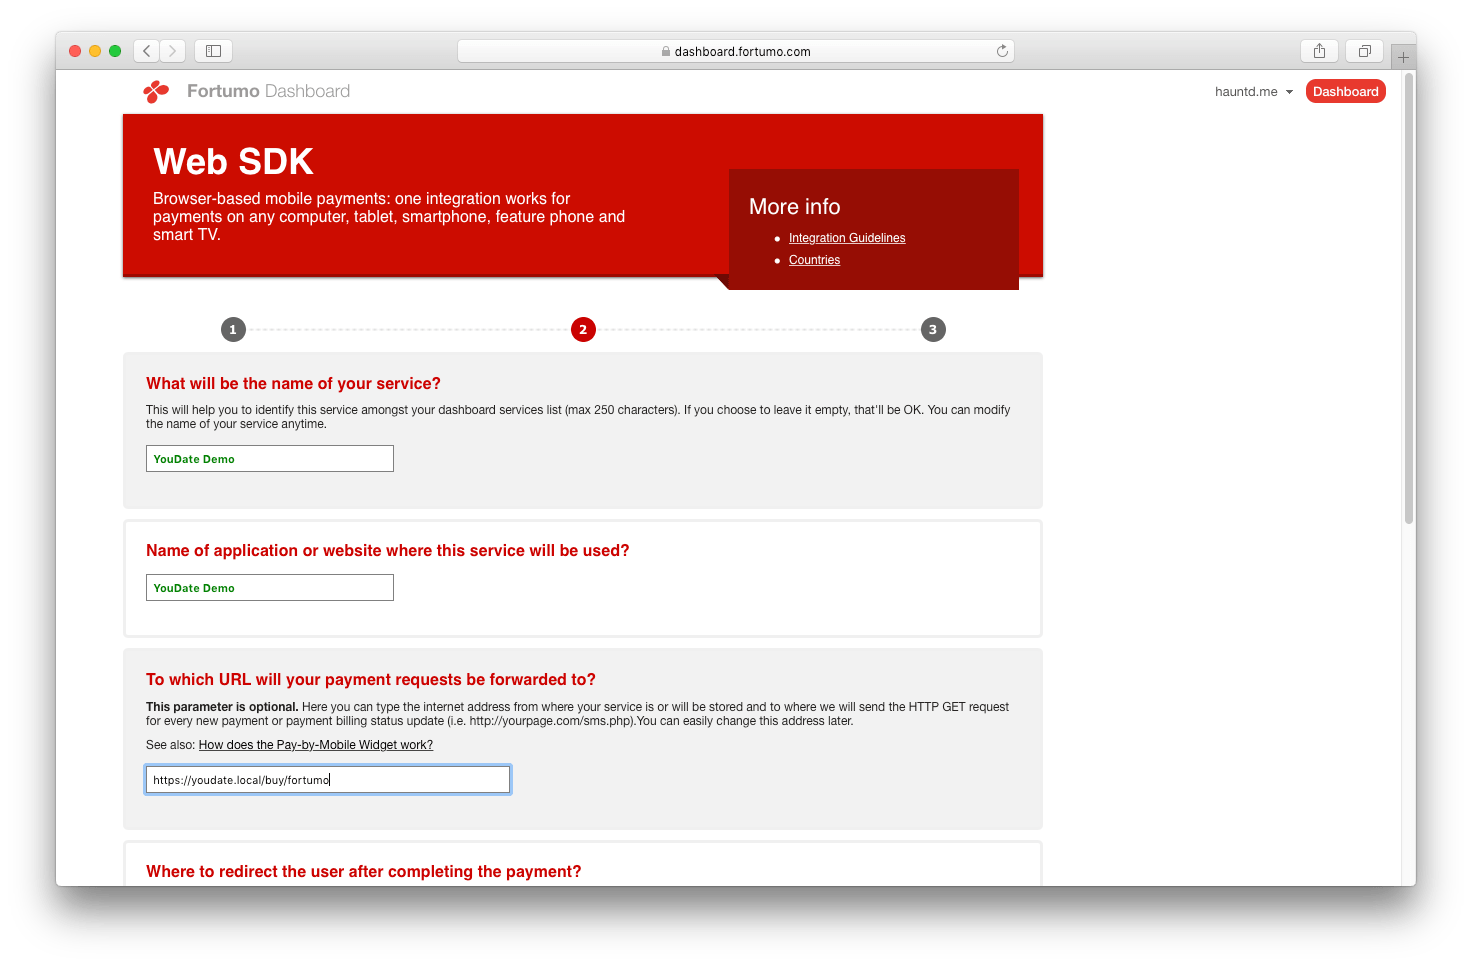 dashboard.fortumo.com
Fortumo Dashboard
hauntd.me
Dashboard
Web SDK
Browser-based mobile payments: one integration works for
payments on any computer, tablet, smartphone, feature phone and
smart TV.
More info
Integration Guidelines
Countries
1
2
3
What will be the name of your service?
This will help you to identify this service amongst your dashboard services list (max 250 characters). If you choose to leave it empty, that'll be OK. You can modify
the name of your service anytime.
YouDate Demo
Name of application or website where this service will be used?
YouDate Demo
To which URL will your payment requests be forwarded to?
This parameter is optional. Here you can type the internet address from where your service is or will be stored and to where we will send the HTTP GET request
for every new payment or payment billing status update (i.e. http://yourpage.com/sms.php).You can easily change this address later.
See also: How does the Pay-by-Mobile Widget work?
https://youdate.local/buy/fortumo
Where to redirect the user after completing the payment?